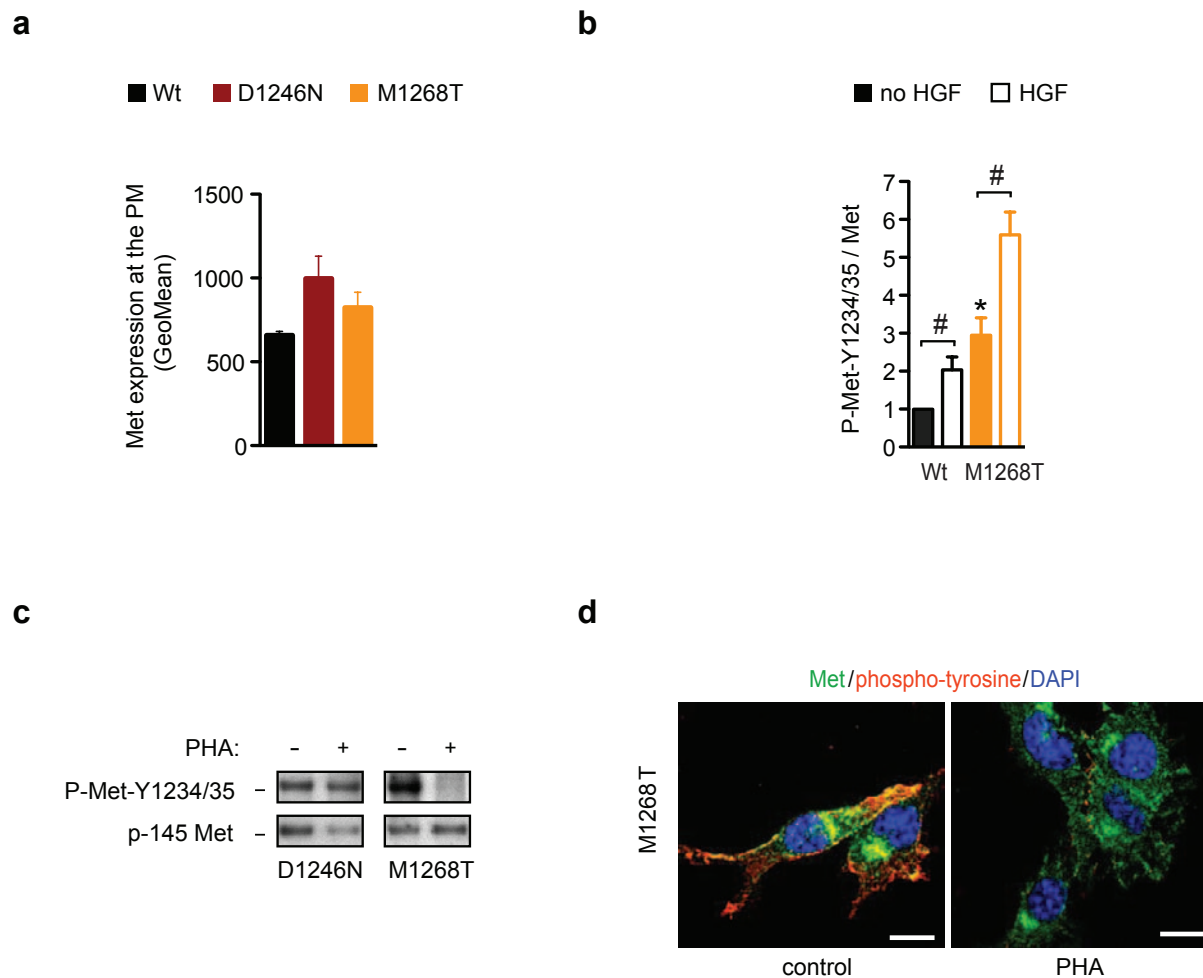 a
Wt D1246N M1268T
Met expression at the PM
(GeoMean)
1500
1000
500
0
b
no HGF HGF
P-Met-Y1234/35 / Met
7
6
5
4
3
2
1
0
#
#
*
Wt M1268T
c
PHA: - + - +
P-Met-Y1234/35 –
p-145 Met –
D1246N M1268T
d
Met/phospho-tyrosine/DAPI
M1268T
control PHA